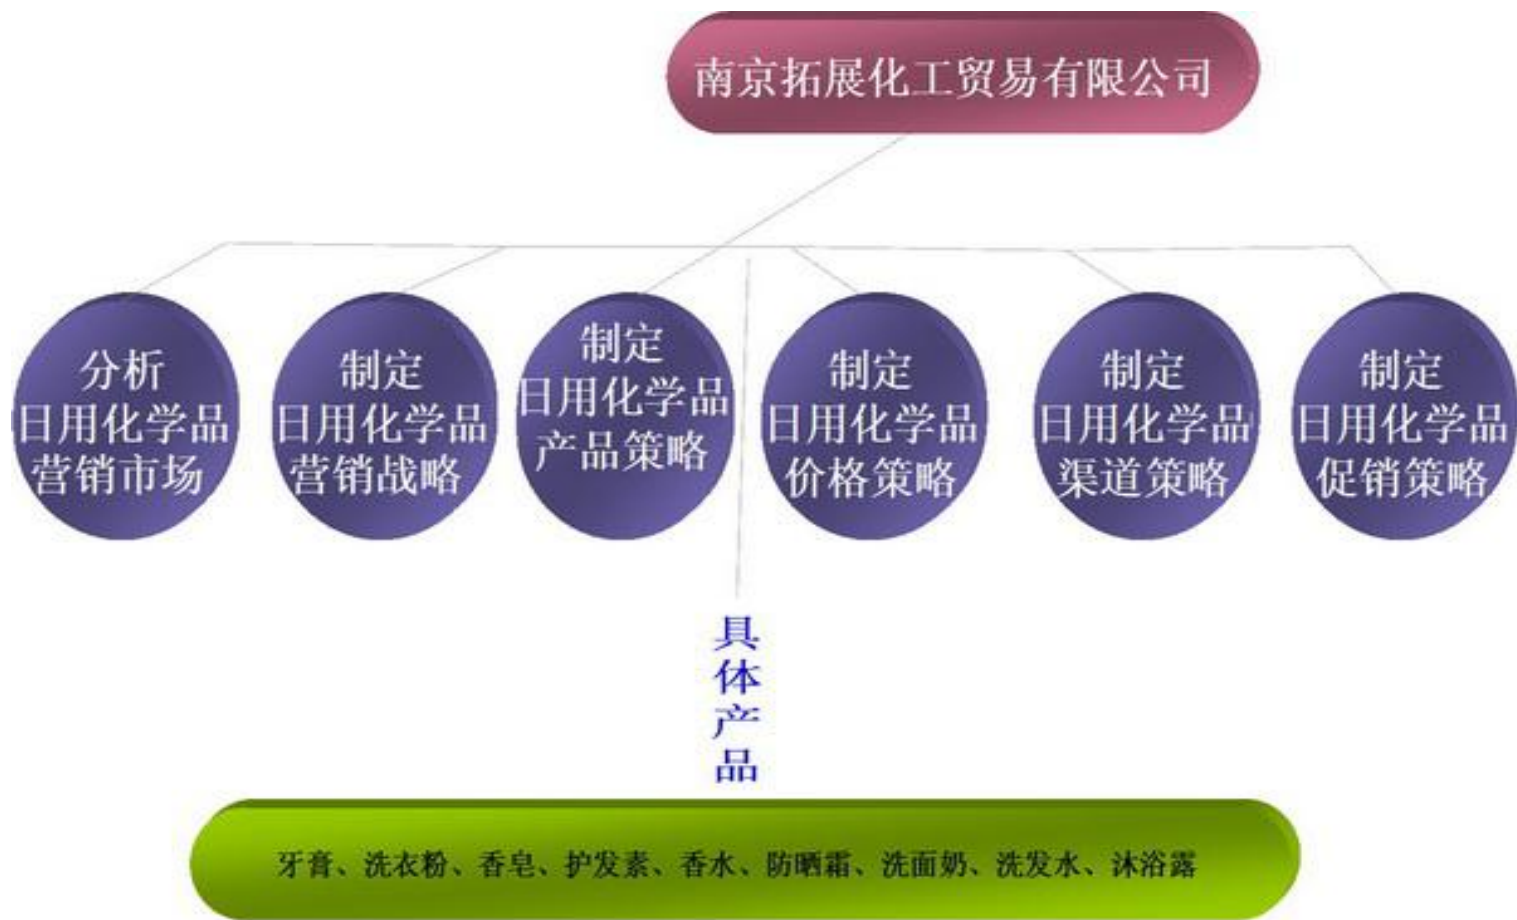 南京拓展化工贸易有限公司
分析
日用化学品
营销市场
制定
日用化学品
营销战略
制定
日用化学品
产品策略
制定
日用化学品
价格策略
制定
日用化学品
渠道策略
制定
日用化学品
促销策略
具
体
产
品
牙膏、洗衣粉、香皂、护发素、香水、防晒霜、洗面奶、洗发水、沐浴露